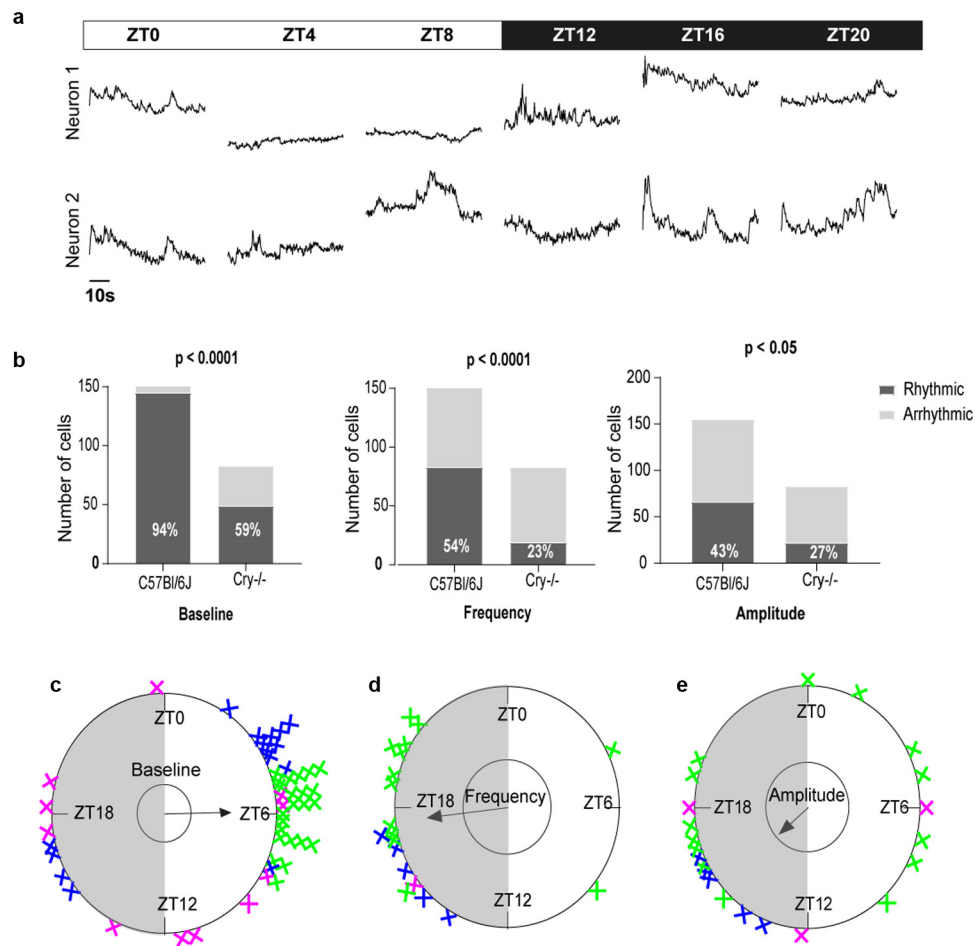 a
ZT0 ZT4 ZT8 ZT12 ZT16 ZT20
Neuron 1
Neuron 2
10s
b
p < 0.0001
Number of cells
150
100
50
0
94%
59%
C57Bl/6J Cry-/-
Baseline
p < 0.0001
Number of cells
150
100
50
0
54%
23%
C57Bl/6J Cry-/-
Frequency
p < 0.05
Number of cells
200
150
100
50
0
43%
27%
C57Bl/6J Cry-/-
Amplitude
Rhythmic
Arrhythmic
c
ZT0
Baseline
ZT18
ZT6
ZT12
d
ZT0
ZT18
Frequency
ZT6
ZT12
e
ZT0
ZT18
Amplitude
ZT6
ZT12